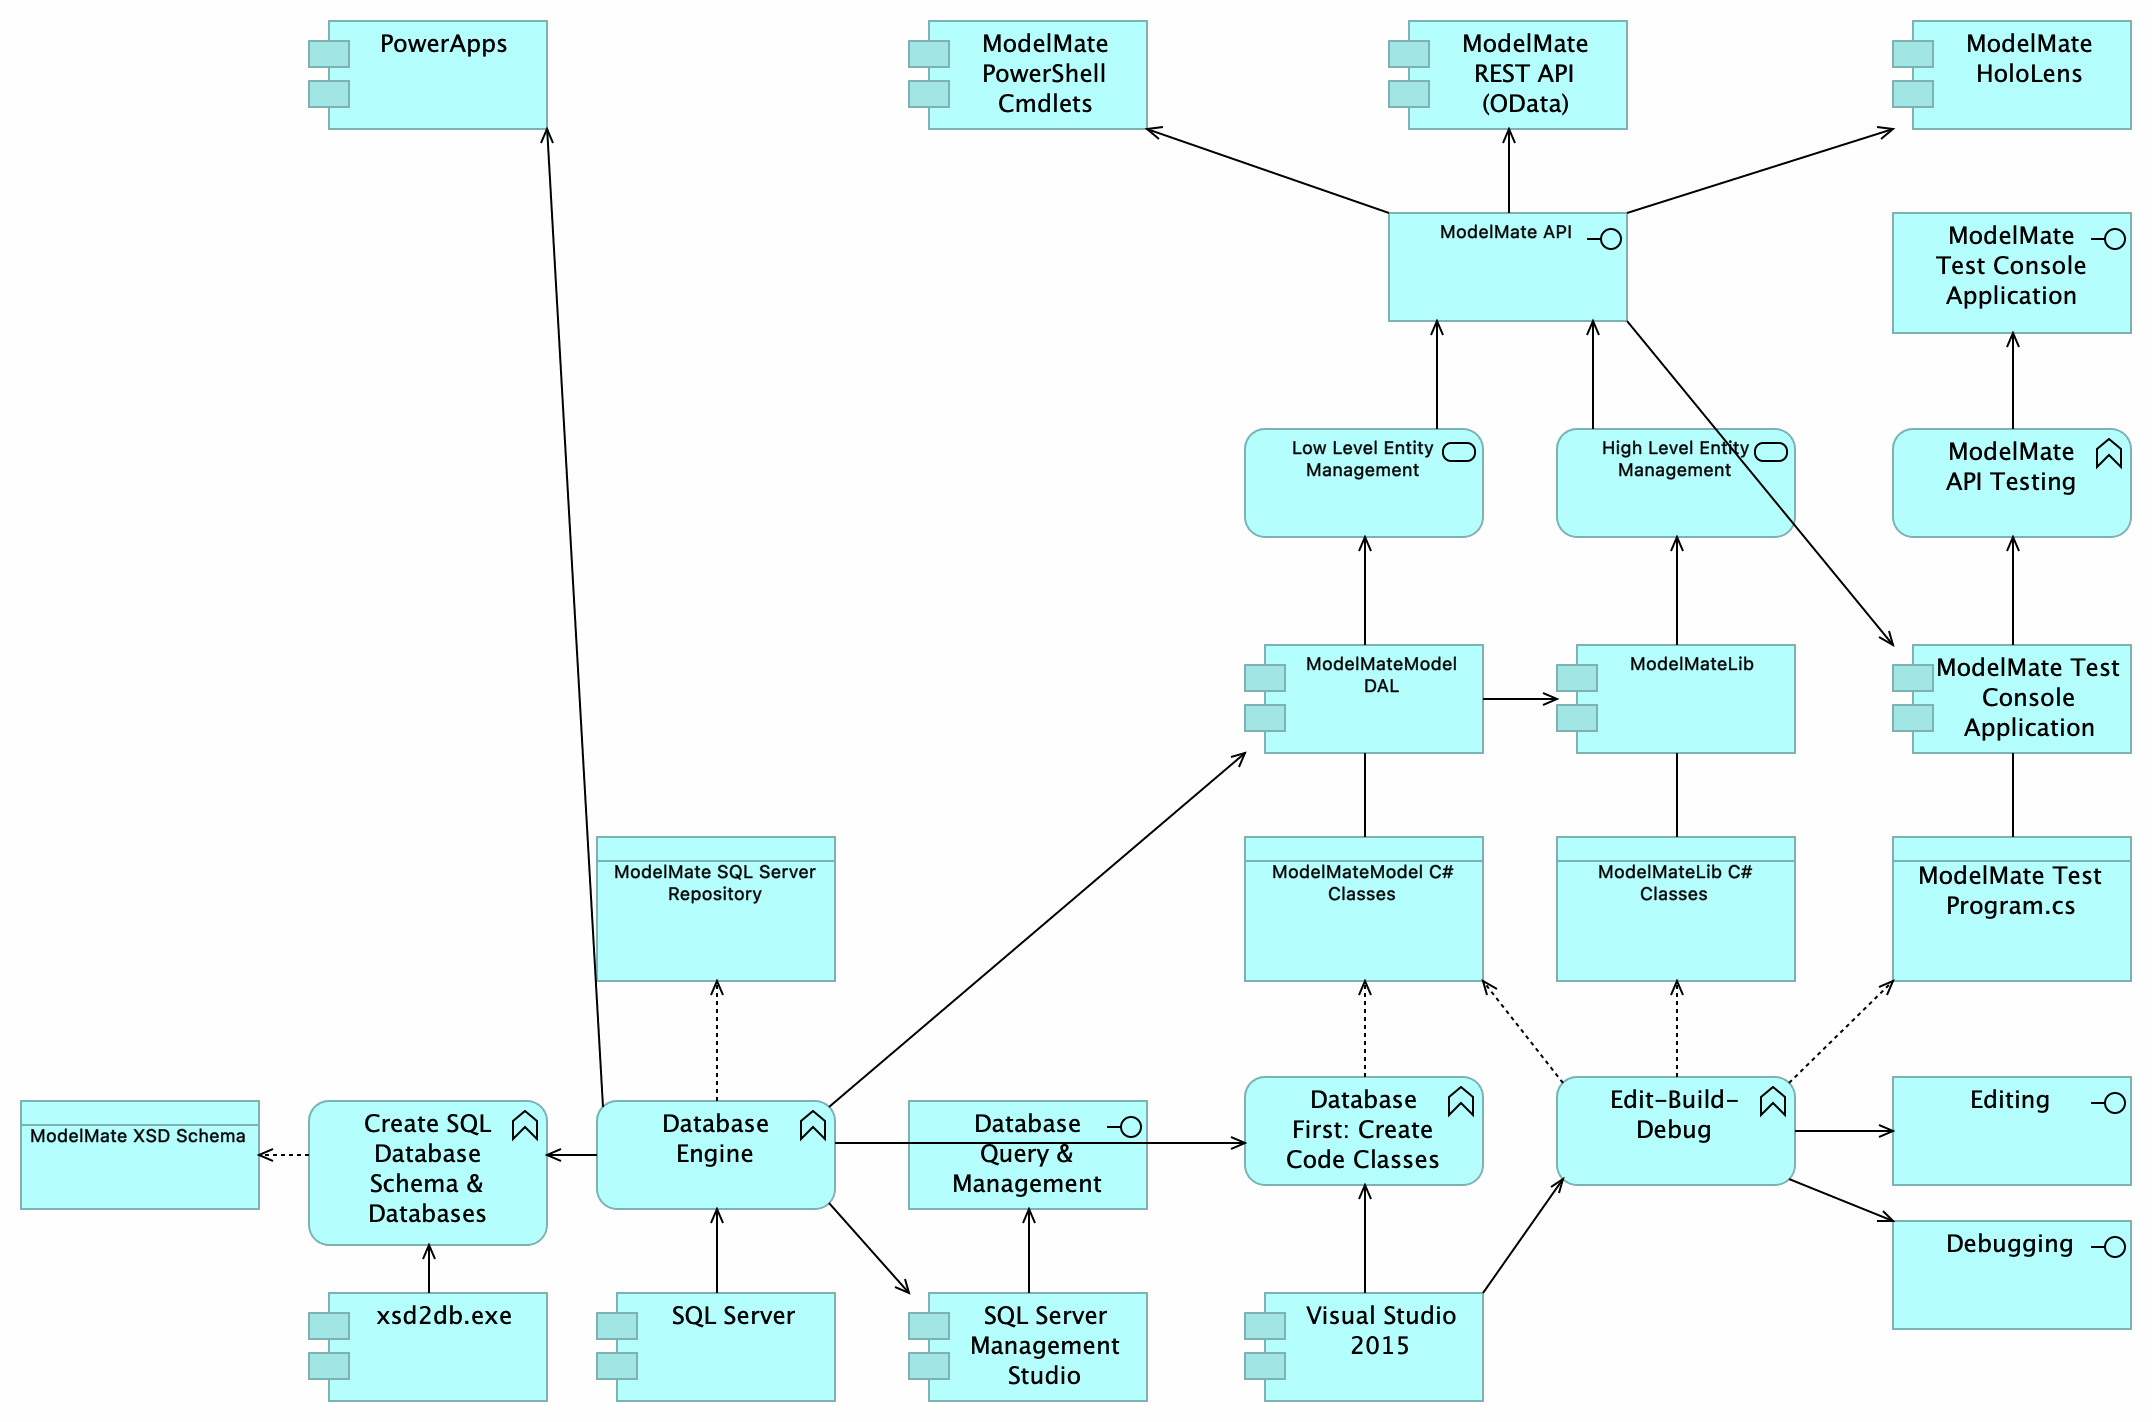 PowerApps
ModelMate
PowerShell
Cmdlets
ModelMate
REST API
(OData)
ModelMate
HoloLens
ModelMate API
ModelMate
Test Console
Application
Low Level Entity
Management
High Level Entity
Management
ModelMate
API Testing
ModelMateModel
DAL
ModelMateLib
ModelMate Test
Console
Application
ModelMate SQL Server
Repository
ModelMateModel C#
Classes
ModelMateLib C#
Classes
ModelMate Test
Program.cs
ModelMate XSD Schema
Create SQL
Database
Schema &
Databases
Database
Engine
Database
Query &
Management
Database
First: Create
Code Classes
Edit-Build-
Debug
Editing
Debugging
xsd2db.exe
SQL Server
SQL Server
Management
Studio
Visual Studio
2015